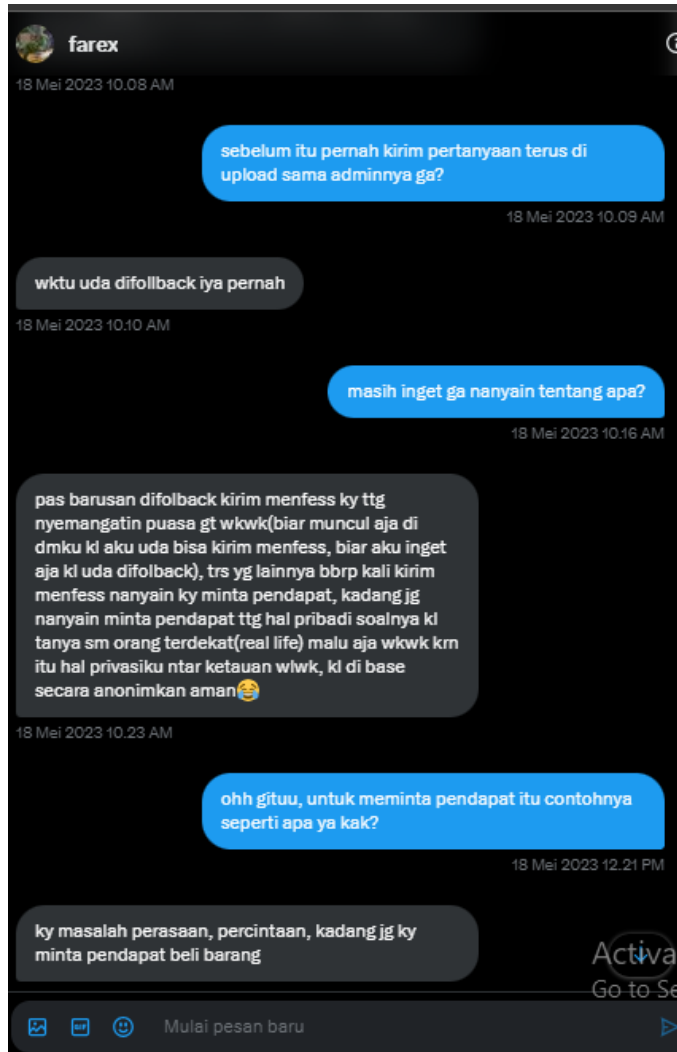 farex
18 Mei 2023 10.08 AM
sebelum itu pernah kirim pertanyaan terus di
upload sama adminnya ga?
18 Mei 2023 10.09 AM
wktu uda difollback iya pernah
18 Mei 2023 10.10 AM
masih inget ga nanyain tentang apa?
18 Mei 2023 10.16 AM
pas barusan difolback kirim menfess ky ttg
nyemangatin puasa gt wkwk(biar muncul aja di
dmku kl aku uda bisa kirim menfess, biar aku inget
aja kl uda difolback), trs yg lainnya bbrp kali kirim
menfess nanyain ky minta pendapat, kadang jg
nanyain minta pendapat ttg hal pribadi soalnya kl
tanya sm orang terdekat(real life) malu aja wkwk krn
itu hal privasiku ntar ketauan wlwk, kl di base
secara anonimkan aman😂
18 Mei 2023 10.23 AM
ohh gituu, untuk meminta pendapat itu contohnya
seperti apa ya kak?
18 Mei 2023 12.21 PM
ky masalah perasaan, percintaan, kadang jg ky
minta pendapat beli barang
Activa
Go to Se
GIF
Mulai pesan baru